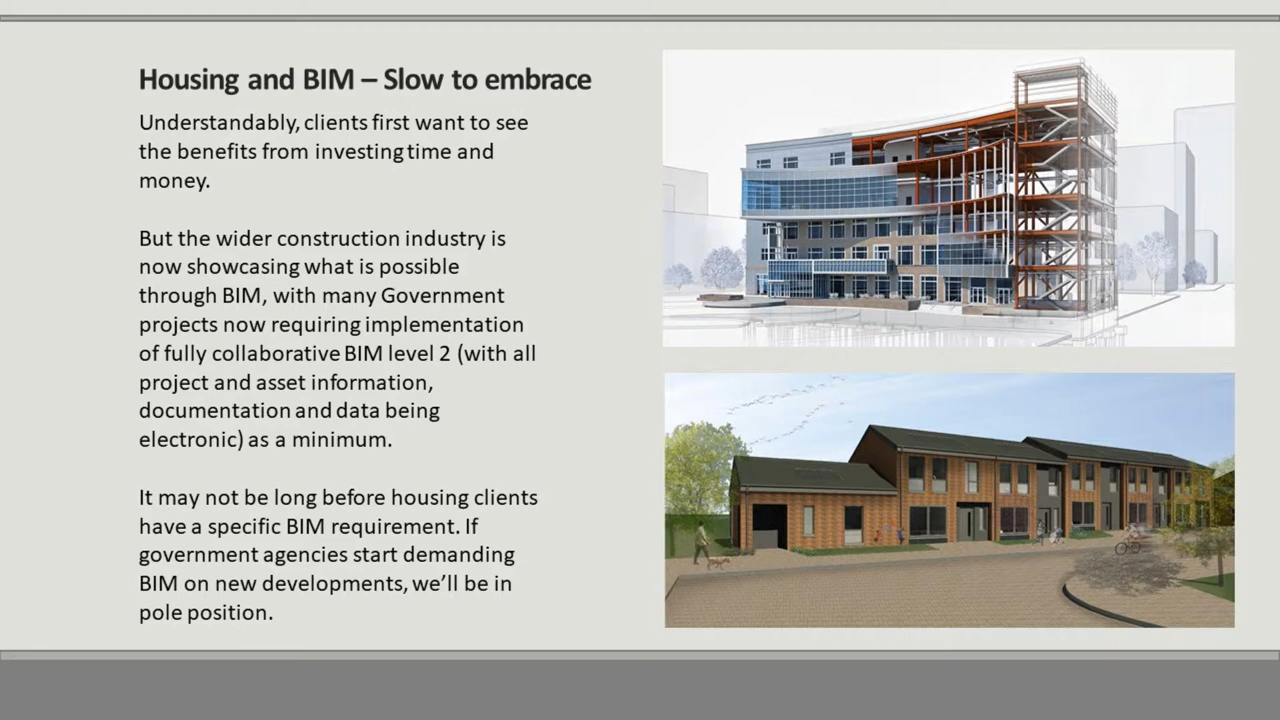 Housing and BIM – Slow to embrace
Understandably, clients first want to see
the benefits from investing time and
money.
But the wider construction industry is
now showcasing what is possible
through BIM, with many Government
projects now requiring implementation
of fully collaborative BIM level 2 (with all
project and asset information,
documentation and data being
electronic) as a minimum.
It may not be long before housing clients
have a specific BIM requirement. If
government agencies start demanding
BIM on new developments, we’ll be in
pole position.